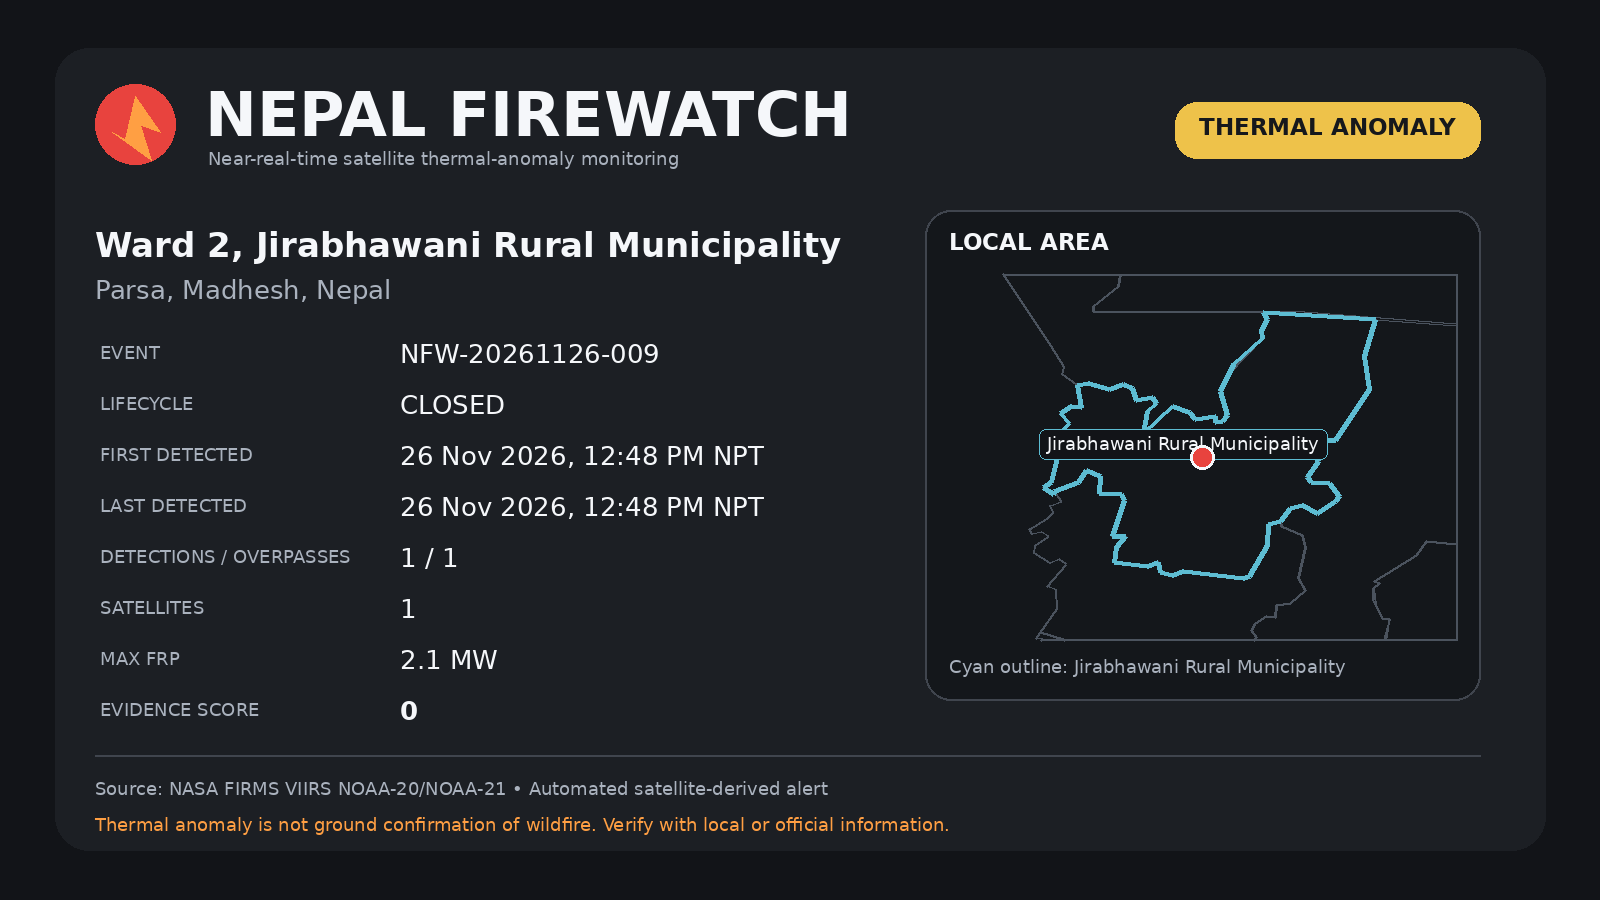 NEPAL FIREWATCH
Near-real-time satellite thermal-anomaly monitoring
THERMAL ANOMALY
Ward 2, Jirabhawani Rural Municipality
Parsa, Madhesh, Nepal
EVENT NFW-20261126-009
LIFECYCLE CLOSED
FIRST DETECTED 26 Nov 2026, 12:48 PM NPT
LAST DETECTED 26 Nov 2026, 12:48 PM NPT
DETECTIONS / OVERPASSES 1 / 1
SATELLITES 1
MAX FRP 2.1 MW
EVIDENCE SCORE 0
LOCAL AREA
Jirabhawani Rural Municipality
Cyan outline: Jirabhawani Rural Municipality
Source: NASA FIRMS VIIRS NOAA-20/NOAA-21 • Automated satellite-derived alert
Thermal anomaly is not ground confirmation of wildfire. Verify with local or official information.